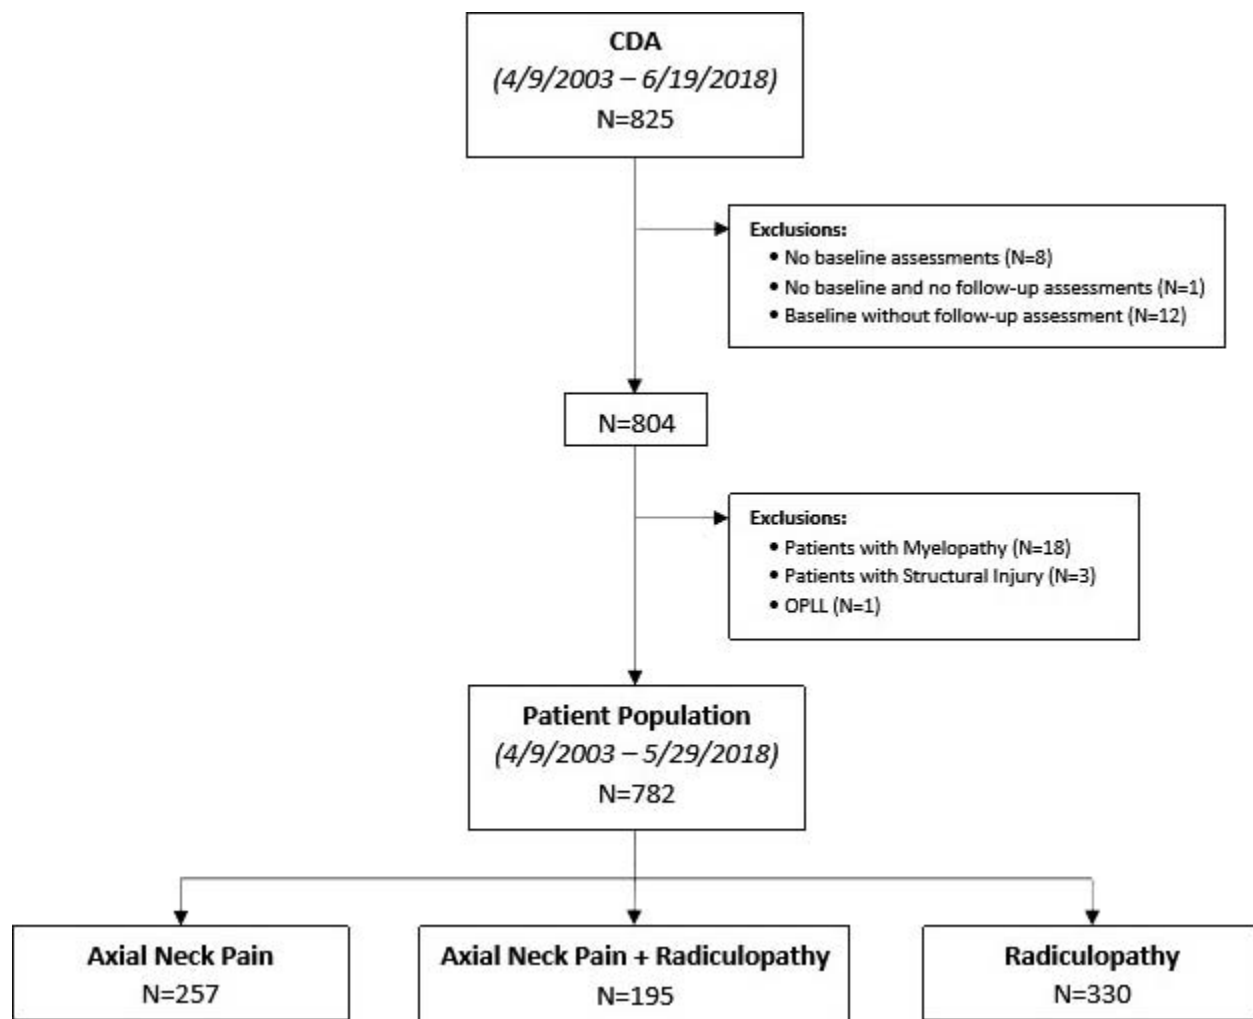 CDA
(4/9/2003 – 6/19/2018)
N=825
Exclusions:
• No baseline assessments (N=8)
• No baseline and no follow-up assessments (N=1)
• Baseline without follow-up assessment (N=12)
N=804
Exclusions:
• Patients with Myelopathy (N=18)
• Patients with Structural Injury (N=3)
• OPLL (N=1)
Patient Population
(4/9/2003 – 5/29/2018)
N=782
Axial Neck Pain
N=257
Axial Neck Pain + Radiculopathy
N=195
Radiculopathy
N=330